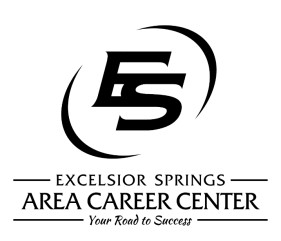 ES
EXCELSIOR SPRINGS
AREA CAREER CENTER
Your Road to Success